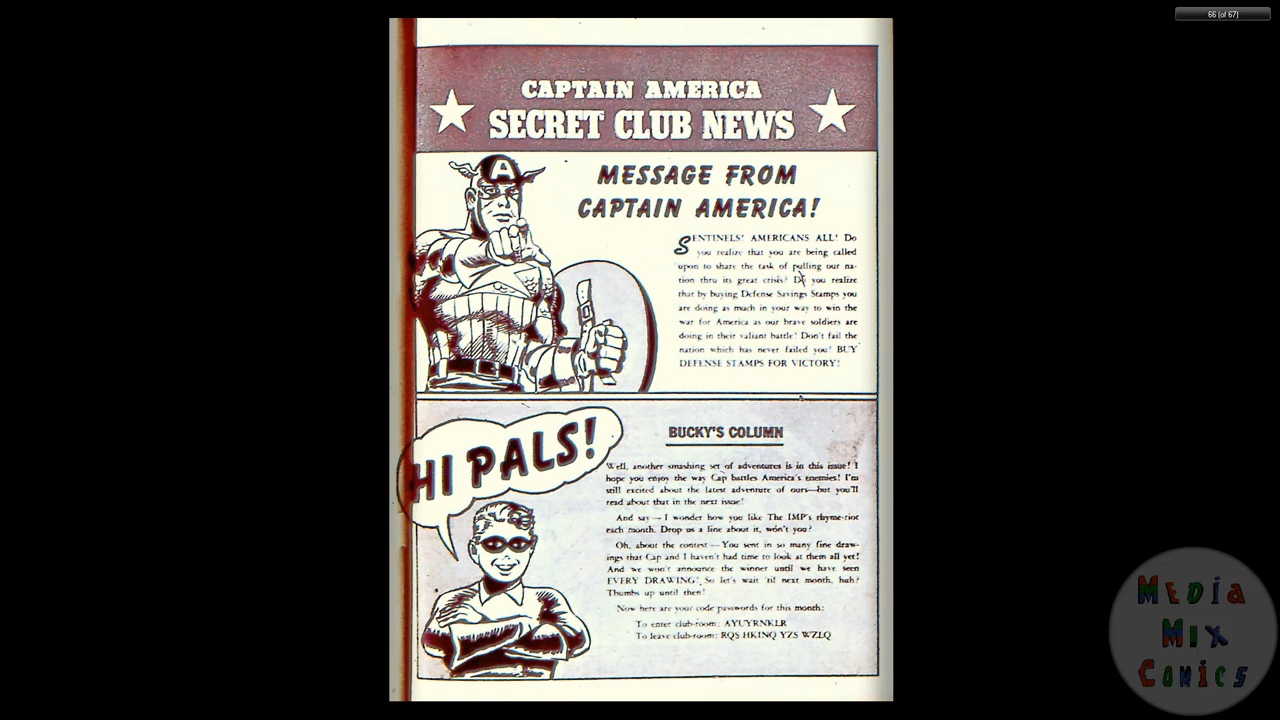 66 (of 67)
CAPTAIN AMERICA
SECRET CLUB NEWS
MESSAGE FROM
CAPTAIN AMERICA!
SENTINELS! AMERICANS ALL! Do
you realize that you are being called
upon to share the task of pulling our na-
tion thru its great crisis? Do you realize
that by buying Defense Savings Stamps you
are doing as much in your way to win the
war for America as our brave soldiers are
doing in their valiant battle! Don't fail the
nation which has never failed you! BUY
DEFENSE STAMPS FOR VICTORY!
HI PALS!
BUCKY'S COLUMN
Well, another smashing set of adventures is in this issue! I
hope you enjoy the way Cap battles America's enemies! I'm
still excited about the latest adventure of ours—but you'll
read about that in the next issue!
And say — I wonder how you like The IMP's rhyme-riot
each month. Drop us a line about it, won't you?
Oh, about the contest — You sent in so many fine draw-
ings that Cap and I haven't had time to look at them all yet!
And we won't announce the winner until we have seen
EVERY DRAWING! So let's wait 'til next month, huh?
Thumbs up until then!
Now here are your code passwords for this month:
To enter club-room: AYUYRNKLR
To leave club-room: RQS HKINQ YZS WZLQ
A
MEDiA
MiX
COMiCS